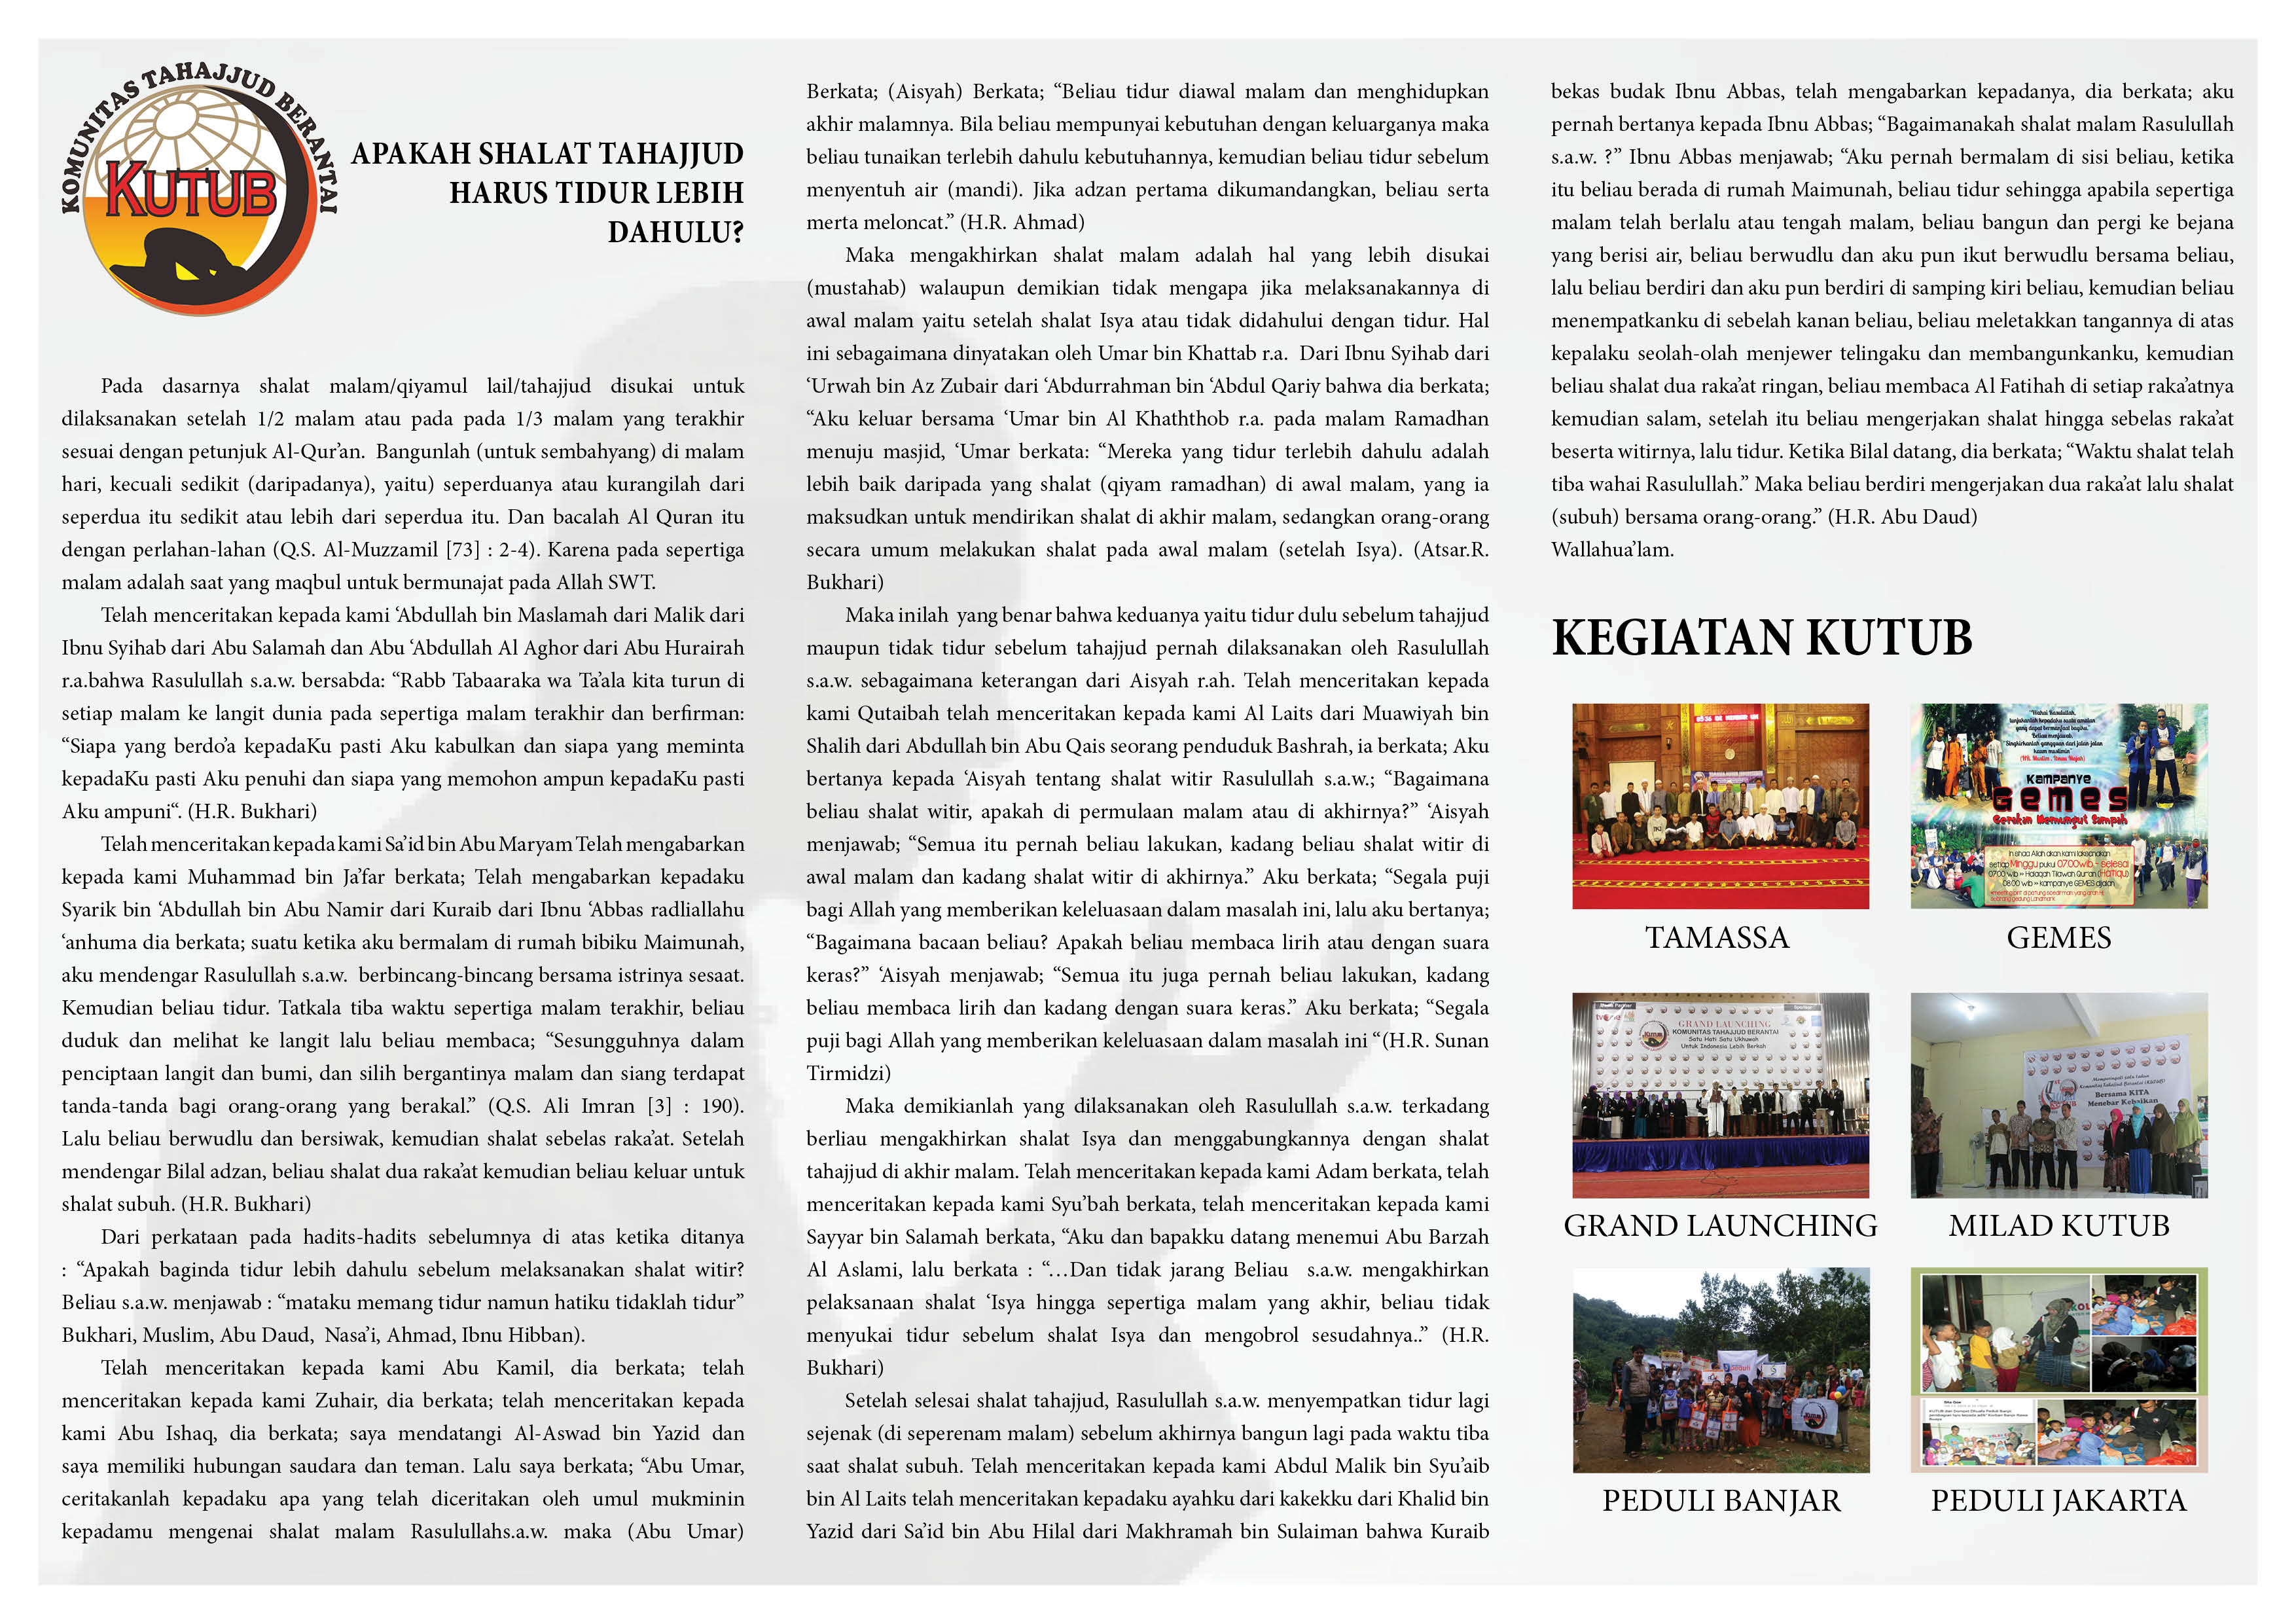 KOMUNITAS TAHAJJUD BERANTAI
KUTUB
APAKAH SHALAT TAHAJJUD
HARUS TIDUR LEBIH
DAHULU?
Pada dasarnya shalat malam/qiyamul lail/tahajjud disukai untuk
dilaksanakan setelah 1/2 malam atau pada pada 1/3 malam yang terakhir
sesuai dengan petunjuk Al-Qur’an. Bangunlah (untuk sembahyang) di malam
hari, kecuali sedikit (daripadanya), yaitu) seperduanya atau kurangilah dari
seperdua itu sedikit atau lebih dari seperdua itu. Dan bacalah Al Quran itu
dengan perlahan-lahan (Q.S. Al-Muzzamil [73] : 2-4). Karena pada sepertiga
malam adalah saat yang maqbul untuk bermunajat pada Allah SWT.
Telah menceritakan kepada kami ‘Abdullah bin Maslamah dari Malik dari
Ibnu Syihab dari Abu Salamah dan Abu ‘Abdullah Al Aghor dari Abu Hurairah
r.a.bahwa Rasulullah s.a.w. bersabda: “Rabb Tabaaraka wa Ta’ala kita turun di
setiap malam ke langit dunia pada sepertiga malam terakhir dan berfirman:
“Siapa yang berdo’a kepadaKu pasti Aku kabulkan dan siapa yang meminta
kepadaKu pasti Aku penuhi dan siapa yang memohon ampun kepadaKu pasti
Aku ampuni“. (H.R. Bukhari)
Telah menceritakan kepada kami Sa’id bin Abu Maryam Telah mengabarkan
kepada kami Muhammad bin Ja’far berkata; Telah mengabarkan kepadaku
Syarik bin ‘Abdullah bin Abu Namir dari Kuraib dari Ibnu ‘Abbas radliallahu
‘anhuma dia berkata; suatu ketika aku bermalam di rumah bibiku Maimunah,
aku mendengar Rasulullah s.a.w. berbincang-bincang bersama istrinya sesaat.
Kemudian beliau tidur. Tatkala tiba waktu sepertiga malam terakhir, beliau
duduk dan melihat ke langit lalu beliau membaca; “Sesungguhnya dalam
penciptaan langit dan bumi, dan silih bergantinya malam dan siang terdapat
tanda-tanda bagi orang-orang yang berakal.” (Q.S. Ali Imran [3] : 190).
Lalu beliau berwudlu dan bersiwak, kemudian shalat sebelas raka’at. Setelah
mendengar Bilal adzan, beliau shalat dua raka’at kemudian beliau keluar untuk
shalat subuh. (H.R. Bukhari)
Dari perkataan pada hadits-hadits sebelumnya di atas ketika ditanya
: “Apakah baginda tidur lebih dahulu sebelum melaksanakan shalat witir?
Beliau s.a.w. menjawab : “mataku memang tidur namun hatiku tidaklah tidur”
Bukhari, Muslim, Abu Daud, Nasa’i, Ahmad, Ibnu Hibban).
Telah menceritakan kepada kami Abu Kamil, dia berkata; telah
menceritakan kepada kami Zuhair, dia berkata; telah menceritakan kepada
kami Abu Ishaq, dia berkata; saya mendatangi Al-Aswad bin Yazid dan
saya memiliki hubungan saudara dan teman. Lalu saya berkata; “Abu Umar,
ceritakanlah kepadaku apa yang telah diceritakan oleh umul mukminin
kepadamu mengenai shalat malam Rasulullahs.a.w. maka (Abu Umar)
Berkata; (Aisyah) Berkata; “Beliau tidur diawal malam dan menghidupkan
akhir malamnya. Bila beliau mempunyai kebutuhan dengan keluarganya maka
beliau tunaikan terlebih dahulu kebutuhannya, kemudian beliau tidur sebelum
menyentuh air (mandi). Jika adzan pertama dikumandangkan, beliau serta
merta meloncat.” (H.R. Ahmad)
Maka mengakhirkan shalat malam adalah hal yang lebih disukai
(mustahab) walaupun demikian tidak mengapa jika melaksanakannya di
awal malam yaitu setelah shalat Isya atau tidak didahului dengan tidur. Hal
ini sebagaimana dinyatakan oleh Umar bin Khattab r.a. Dari Ibnu Syihab dari
‘Urwah bin Az Zubair dari ‘Abdurrahman bin ‘Abdul Qariy bahwa dia berkata;
“Aku keluar bersama ‘Umar bin Al Khaththob r.a. pada malam Ramadhan
menuju masjid, ‘Umar berkata: “Mereka yang tidur terlebih dahulu adalah
lebih baik daripada yang shalat (qiyam ramadhan) di awal malam, yang ia
maksudkan untuk mendirikan shalat di akhir malam, sedangkan orang-orang
secara umum melakukan shalat pada awal malam (setelah Isya). (Atsar.R.
Bukhari)
Maka inilah yang benar bahwa keduanya yaitu tidur dulu sebelum tahajjud
maupun tidak tidur sebelum tahajjud pernah dilaksanakan oleh Rasulullah
s.a.w. sebagaimana keterangan dari Aisyah r.ah. Telah menceritakan kepada
kami Qutaibah telah menceritakan kepada kami Al Laits dari Muawiyah bin
Shalih dari Abdullah bin Abu Qais seorang penduduk Bashrah, ia berkata; Aku
bertanya kepada ‘Aisyah tentang shalat witir Rasulullah s.a.w.; “Bagaimana
beliau shalat witir, apakah di permulaan malam atau di akhirnya?” ‘Aisyah
menjawab; “Semua itu pernah beliau lakukan, kadang beliau shalat witir di
awal malam dan kadang shalat witir di akhirnya.” Aku berkata; “Segala puji
bagi Allah yang memberikan keleluasaan dalam masalah ini, lalu aku bertanya;
“Bagaimana bacaan beliau? Apakah beliau membaca lirih atau dengan suara
keras?” ‘Aisyah menjawab; “Semua itu juga pernah beliau lakukan, kadang
beliau membaca lirih dan kadang dengan suara keras.” Aku berkata; “Segala
puji bagi Allah yang memberikan keleluasaan dalam masalah ini “(H.R. Sunan
Tirmidzi)
Maka demikianlah yang dilaksanakan oleh Rasulullah s.a.w. terkadang
berliau mengakhirkan shalat Isya dan menggabungkannya dengan shalat
tahajjud di akhir malam. Telah menceritakan kepada kami Adam berkata, telah
menceritakan kepada kami Syu’bah berkata, telah menceritakan kepada kami
Sayyar bin Salamah berkata, “Aku dan bapakku datang menemui Abu Barzah
Al Aslami, lalu berkata : “…Dan tidak jarang Beliau s.a.w. mengakhirkan
pelaksanaan shalat ‘Isya hingga sepertiga malam yang akhir, beliau tidak
menyukai tidur sebelum shalat Isya dan mengobrol sesudahnya..” (H.R.
Bukhari)
Setelah selesai shalat tahajjud, Rasulullah s.a.w. menyempatkan tidur lagi
sejenak (di seperenam malam) sebelum akhirnya bangun lagi pada waktu tiba
saat shalat subuh. Telah menceritakan kepada kami Abdul Malik bin Syu’aib
bin Al Laits telah menceritakan kepadaku ayahku dari kakekku dari Khalid bin
Yazid dari Sa’id bin Abu Hilal dari Makhramah bin Sulaiman bahwa Kuraib
bekas budak Ibnu Abbas, telah mengabarkan kepadanya, dia berkata; aku
pernah bertanya kepada Ibnu Abbas; “Bagaimanakah shalat malam Rasulullah
s.a.w. ?” Ibnu Abbas menjawab; “Aku pernah bermalam di sisi beliau, ketika
itu beliau berada di rumah Maimunah, beliau tidur sehingga apabila sepertiga
malam telah berlalu atau tengah malam, beliau bangun dan pergi ke bejana
yang berisi air, beliau berwudlu dan aku pun ikut berwudlu bersama beliau,
lalu beliau berdiri dan aku pun berdiri di samping kiri beliau, kemudian beliau
menempatkanku di sebelah kanan beliau, beliau meletakkan tangannya di atas
kepalaku seolah-olah menjewer telingaku dan membangunkanku, kemudian
beliau shalat dua raka’at ringan, beliau membaca Al Fatihah di setiap raka’atnya
kemudian salam, setelah itu beliau mengerjakan shalat hingga sebelas raka’at
beserta witirnya, lalu tidur. Ketika Bilal datang, dia berkata; “Waktu shalat telah
tiba wahai Rasulullah.” Maka beliau berdiri mengerjakan dua raka’at lalu shalat
(subuh) bersama orang-orang.” (H.R. Abu Daud)
Wallahua’lam.
KEGIATAN KUTUB
TAMASSA
Kampanye
GEMES
Gerakan Memungut Sampah
In shaa Allah akan kami laksanakan
setiap Minggu pukul 07.00wib - selesai
07.00 wib = Halaqah Tilawah Qur'an (HaTiQu)
08.00 wib = kampanye GEMES dijalan
GEMES
GRAND LAUNCHING
KOMUNITAS TAHAJJUD BERANTAI
Satu Hati Satu Ukhuwah
Untuk Indonesia Lebih Berkah
GRAND LAUNCHING
Bersama KITA
Menebar Kebaikan
MILAD KUTUB
PEDULI BANJAR
PEDULI JAKARTA